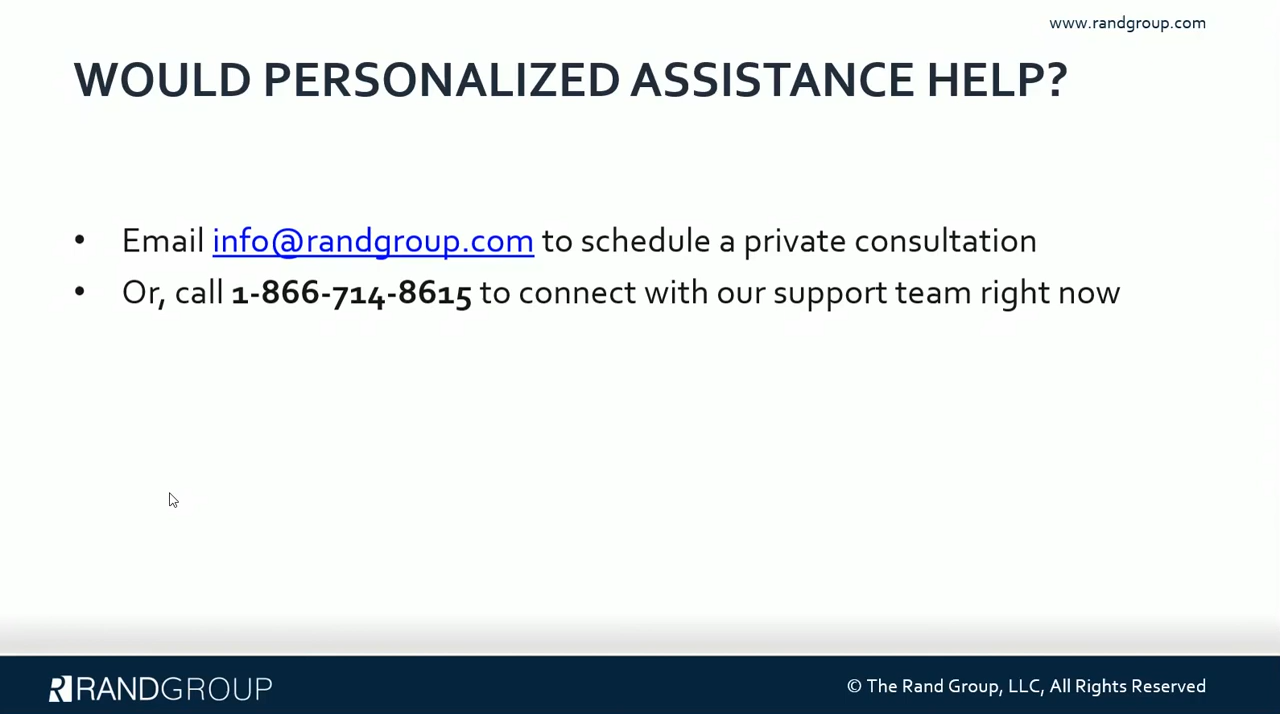 www.randgroup.com
WOULD PERSONALIZED ASSISTANCE HELP?
• Email info@randgroup.com to schedule a private consultation
• Or, call 1-866-714-8615 to connect with our support team right now
RANDGROUP
© The Rand Group, LLC, All Rights Reserved